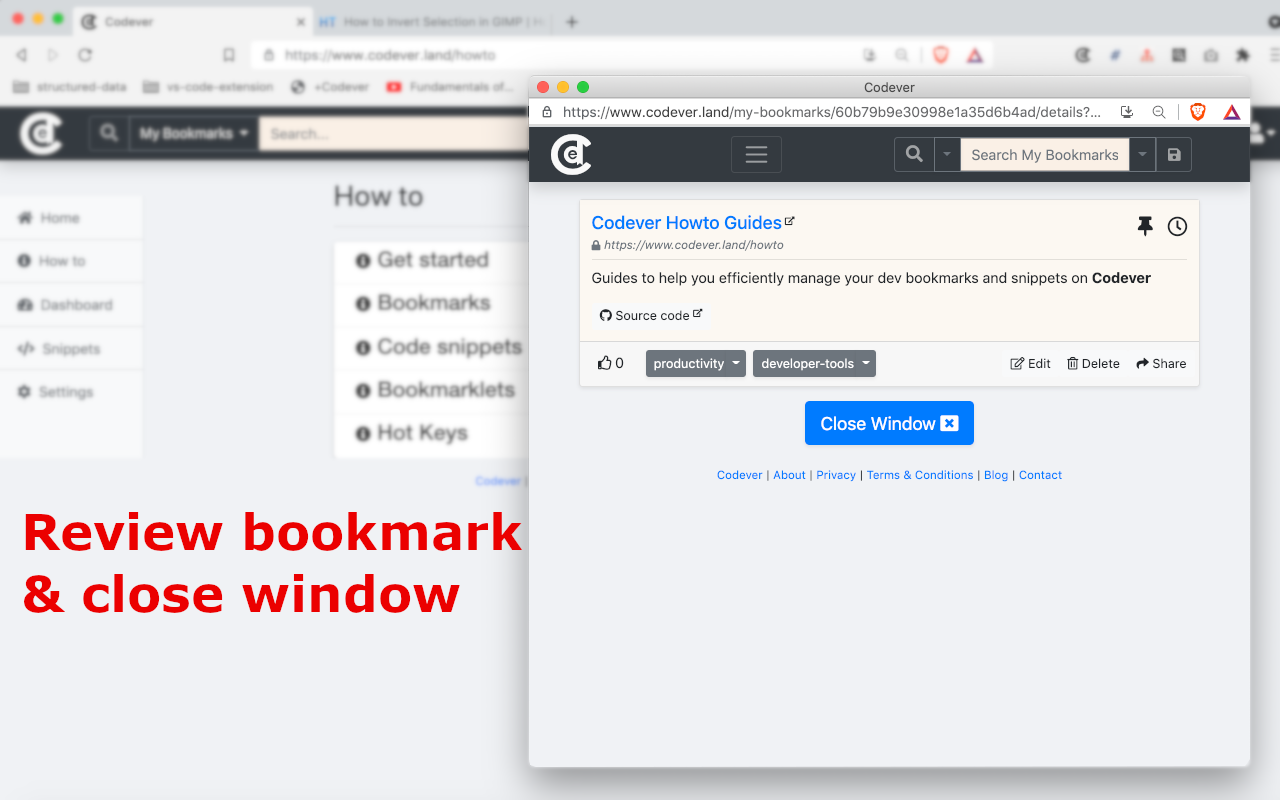 Codever
HT How to Invert Selection in GIMP | H
https://www.codever.land/howto
structured-data
vs-code-extension
+Codever
Fundamentals of...
My Bookmarks
Search...
Home
How to
Dashboard
Snippets
Settings
How to
Get started
Bookmarks
Code snippets
Bookmarklets
Hot Keys
Codever |
Review bookmark
& close window
Codever
https://www.codever.land/my-bookmarks/60b79b9e30998e1a35d6b4ad/details?...
Search My Bookmarks
Codever Howto Guides
https://www.codever.land/howto
Guides to help you efficiently manage your dev bookmarks and snippets on Codever
Source code
0 productivity developer-tools Edit Delete Share
Close Window
Codever | About | Privacy | Terms & Conditions | Blog | Contact